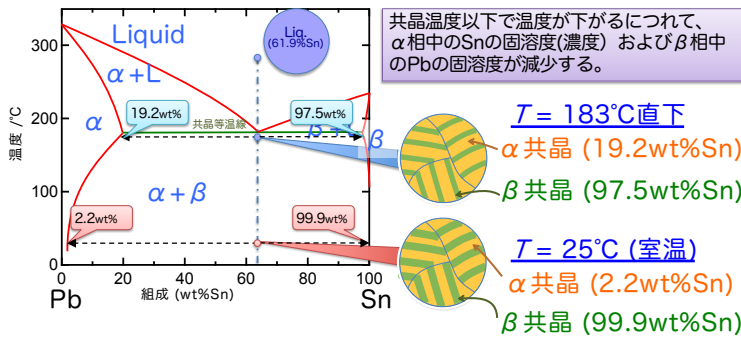 共晶温度以下で温度が下がるにつれて、
α相中のSnの固溶度(濃度）およびβ相中
のPbの固溶度が減少する。
300
200
100
0
温度 /℃
Liquid
Liq.
(61.9%Sn)
α+L
α
19.2wt%
共晶等温線
97.5wt%
β
α+β
2.2wt%
99.9wt%
0
20
40
60
80
100
Pb
組成 (wt%Sn)
Sn
T = 183℃直下
α共晶 (19.2wt%Sn)
β共晶 (97.5wt%Sn)
T = 25℃ (室温)
α共晶 (2.2wt%Sn)
β共晶 (99.9wt%Sn)